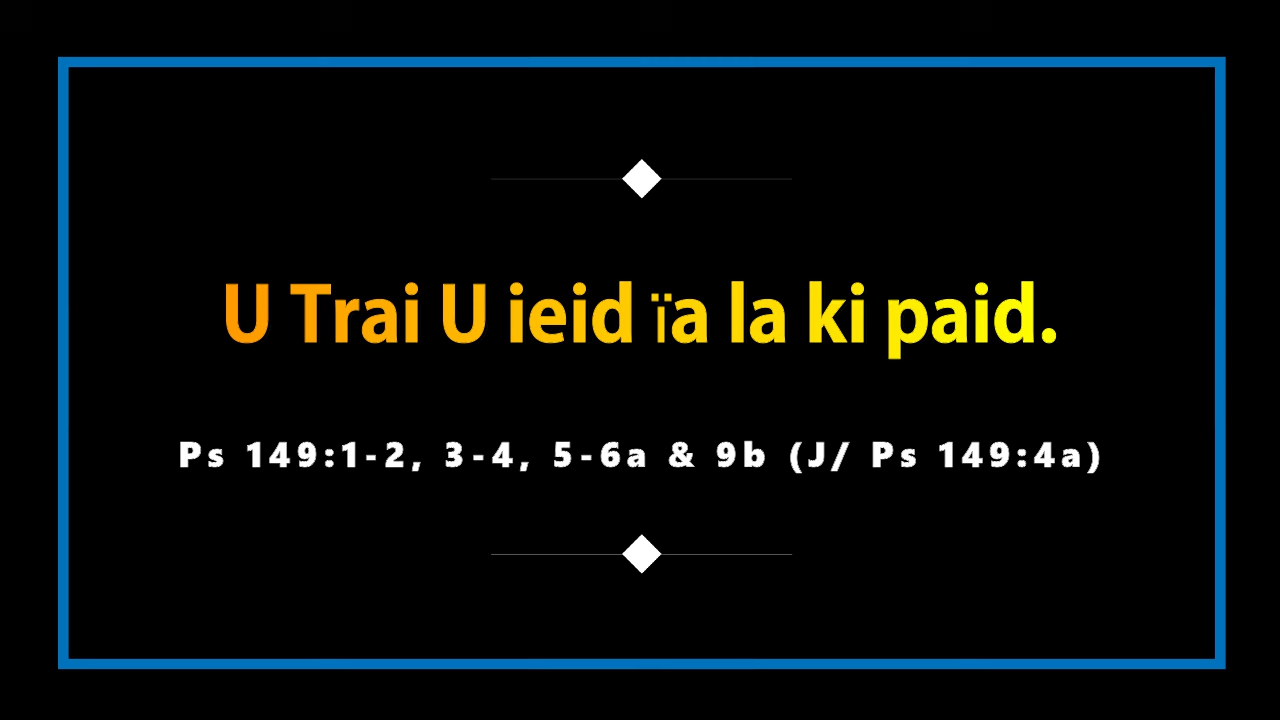 U Trai U ieid ïa la ki paid.
Ps 149:1-2, 3-4, 5-6a & 9b (J/ Ps 149:4a)